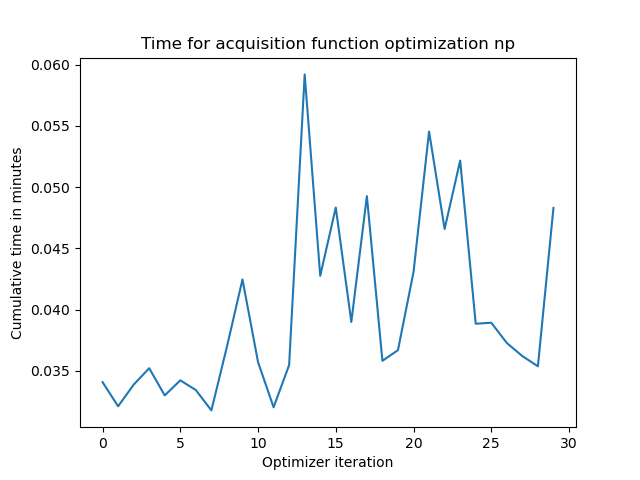 Time for acquisition function optimization np
0.060
0.055
0.050
0.045
0.040
0.035
Cumulative time in minutes
0 5 10 15 20 25 30
Optimizer iteration